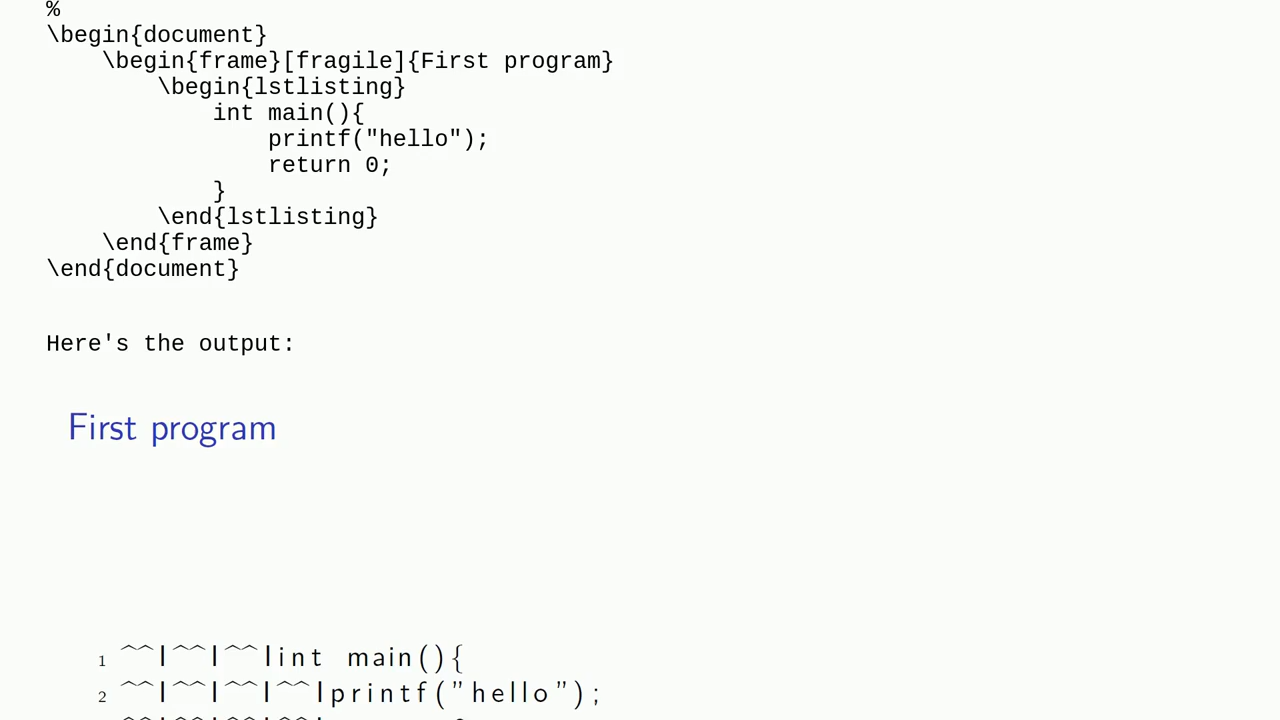 %
\begin{document}
    \begin{frame}[fragile]{First program}
        \begin{lstlisting}
            int main(){
                printf("hello");
                return 0;
            }
        \end{lstlisting}
    \end{frame}
\end{document}
Here's the output:
First program
1 ^^I^^I^^Iint main(){
2 ^^I^^I^^I^^Iprintf("hello");